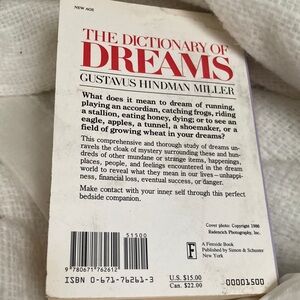 NEW AGE
THE DICTIONARY OF
DREAMS
GUSTAVUS HINDMAN MILLER
What does it mean to dream of running,
playing an accordian, catching frogs, riding
a stallion, eating honey, dying; or to see an
eagle, apples, a tunnel, a shoemaker, or a
field of growing wheat in your dreams?
This comprehensive and thorough study of dreams un-
ravels the cloak of mystery surrounding these and hun-
dreds of other mundane or strange items, happenings,
places, people, and feelings encountered in the dream
world to reveal what they mean in our lives—unhappi-
ness, financial loss, eventual success, or danger.
Make contact with your inner self through this perfect
bedside companion.
Cover photo: Copyright 1986
Radenzick Photography, Inc.
51500
9 780671 762612
ISBN 0-671-76261-3
U.S. $15.00
Can. $22.00
F
A Fireside Book
Published by Simon & Schuster
New York
00001500